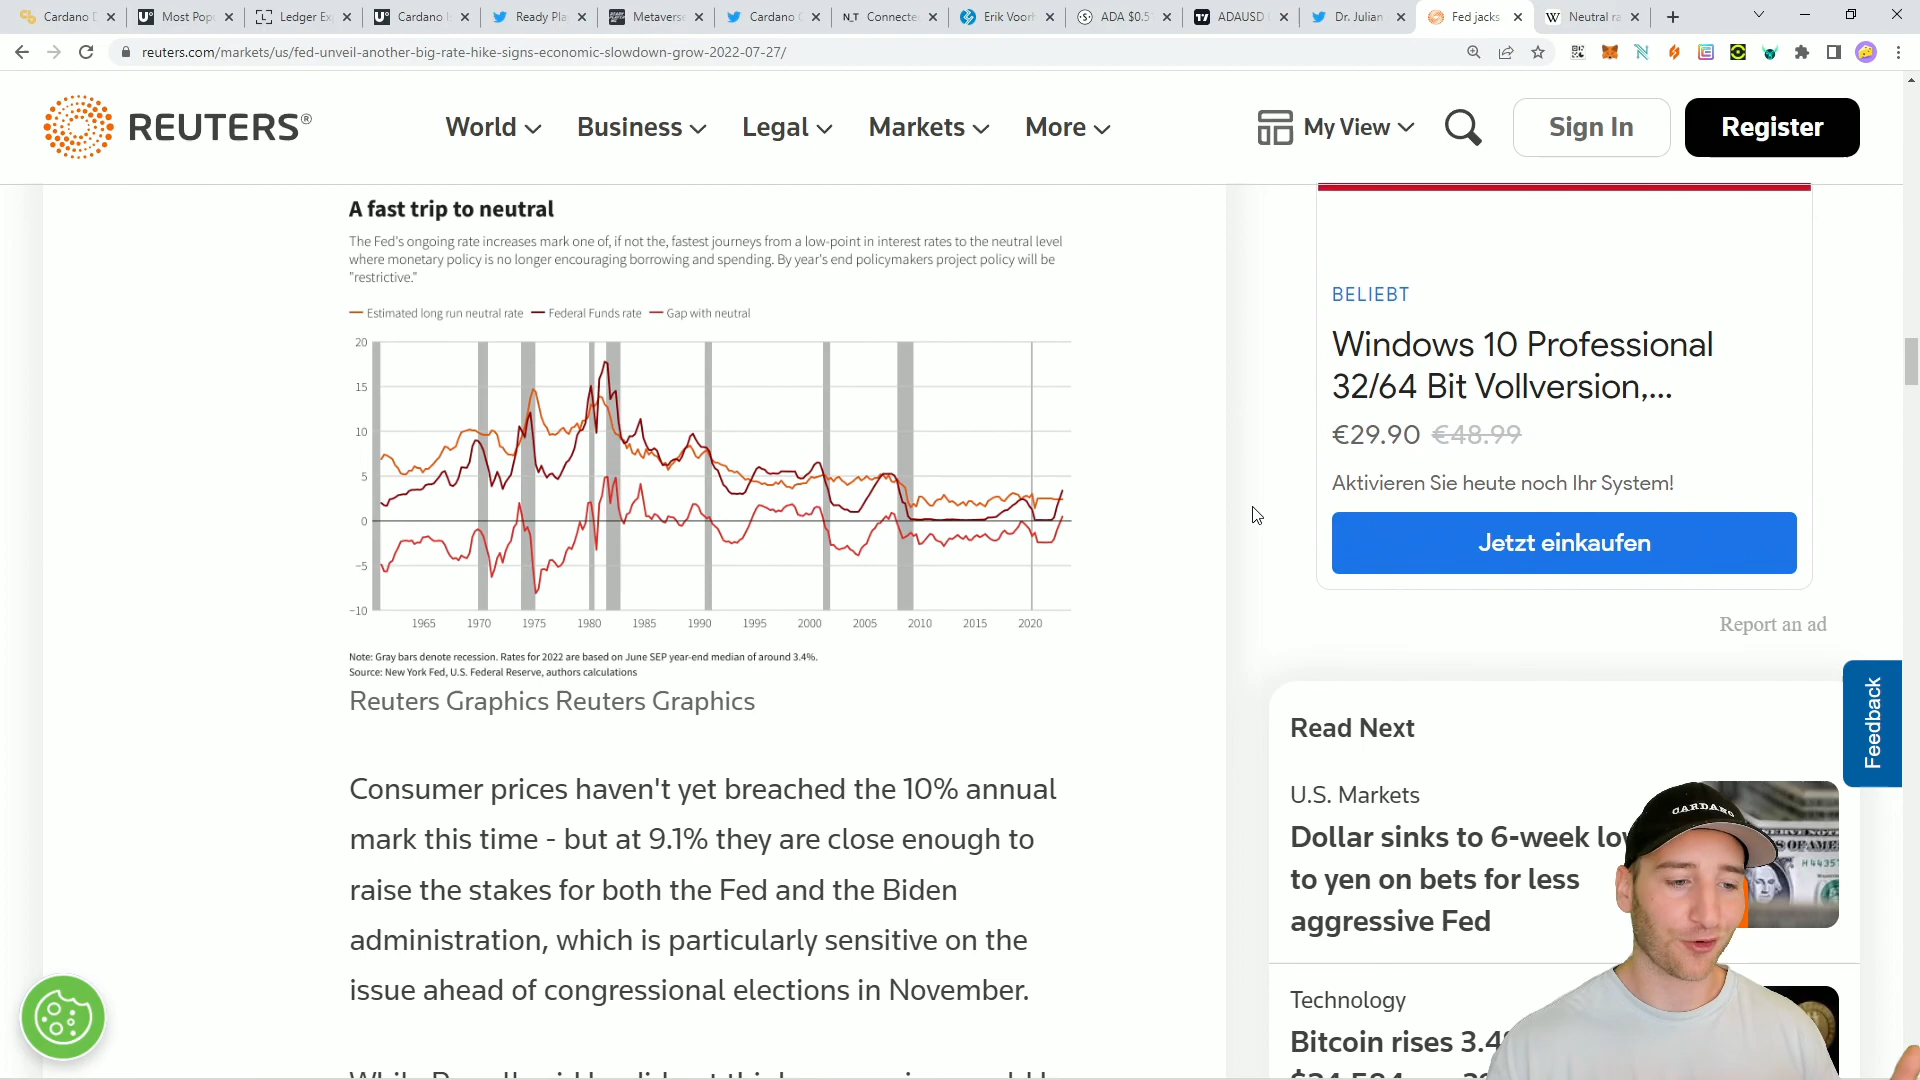 Cardano D
Most Pop
Ledger Ex
Cardano
Ready Pla
Metaverse
Cardano
Connecte
Erik Voorh
ADA $0.5
ADAUSD
Dr. Julian
Fed jacks
Neutral ra
reuters.com/markets/us/fed-unveil-another-big-rate-hike-signs-economic-slowdown-grow-2022-07-27/
REUTERS®
World
Business
Legal
Markets
More
My View
Sign In
Register
A fast trip to neutral
The Fed's ongoing rate increases mark one of, if not the, fastest journeys from a low-point in interest rates to the neutral level
where monetary policy is no longer encouraging borrowing and spending. By year's end policymakers project policy will be
"restrictive."
Estimated long run neutral rate Federal Funds rate Gap with neutral
20
15
10
5
0
-5
-10
1965 1970 1975 1980 1985 1990 1995 2000 2005 2010 2015 2020
Note: Gray bars denote recession. Rates for 2022 are based on June SEP year-end median of around 3.4%.
Source: New York Fed, U.S. Federal Reserve, authors calculations
Reuters Graphics Reuters Graphics
Consumer prices haven't yet breached the 10% annual
mark this time - but at 9.1% they are close enough to
raise the stakes for both the Fed and the Biden
administration, which is particularly sensitive on the
issue ahead of congressional elections in November.
BELIEBT
Windows 10 Professional
32/64 Bit Vollversion,...
€29.90 €48.99
Aktivieren Sie heute noch Ihr System!
Jetzt einkaufen
Report an ad
Feedback
Read Next
U.S. Markets
Dollar sinks to 6-week
to yen on bets for less
aggressive Fed
CARDANO
Technology
Bitcoin rises